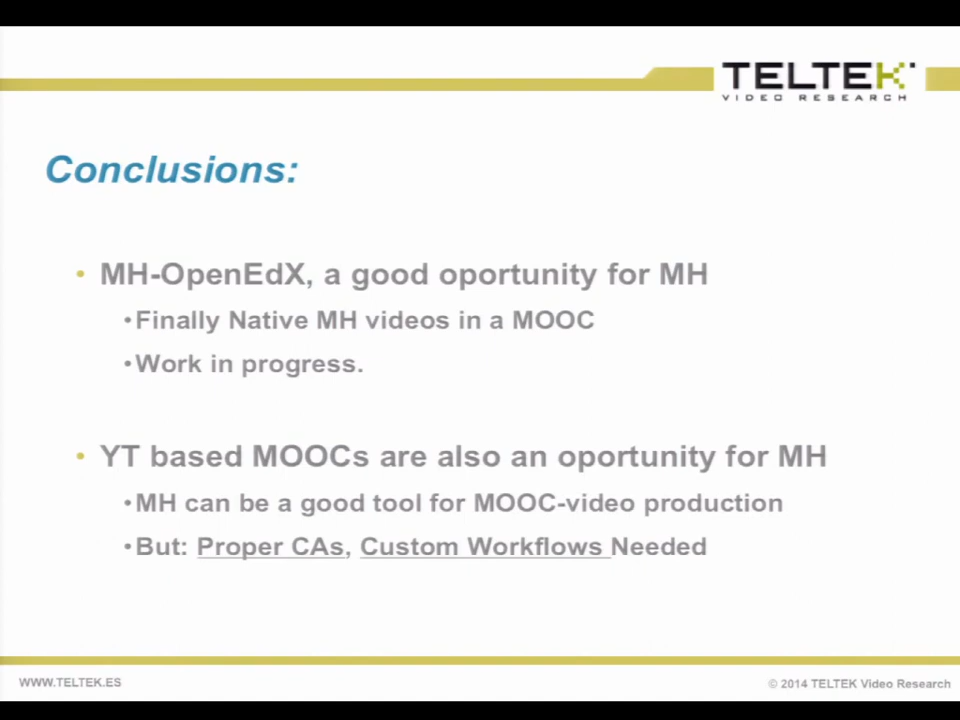 TELTEK
VIDEO RESEARCH
Conclusions:
• MH-OpenEdX, a good oportunity for MH
•Finally Native MH videos in a MOOC
•Work in progress.
• YT based MOOCs are also an oportunity for MH
•MH can be a good tool for MOOC-video production
•But: Proper CAs, Custom Workflows Needed
WWW.TELTEK.ES
© 2014 TELTEK Video Research